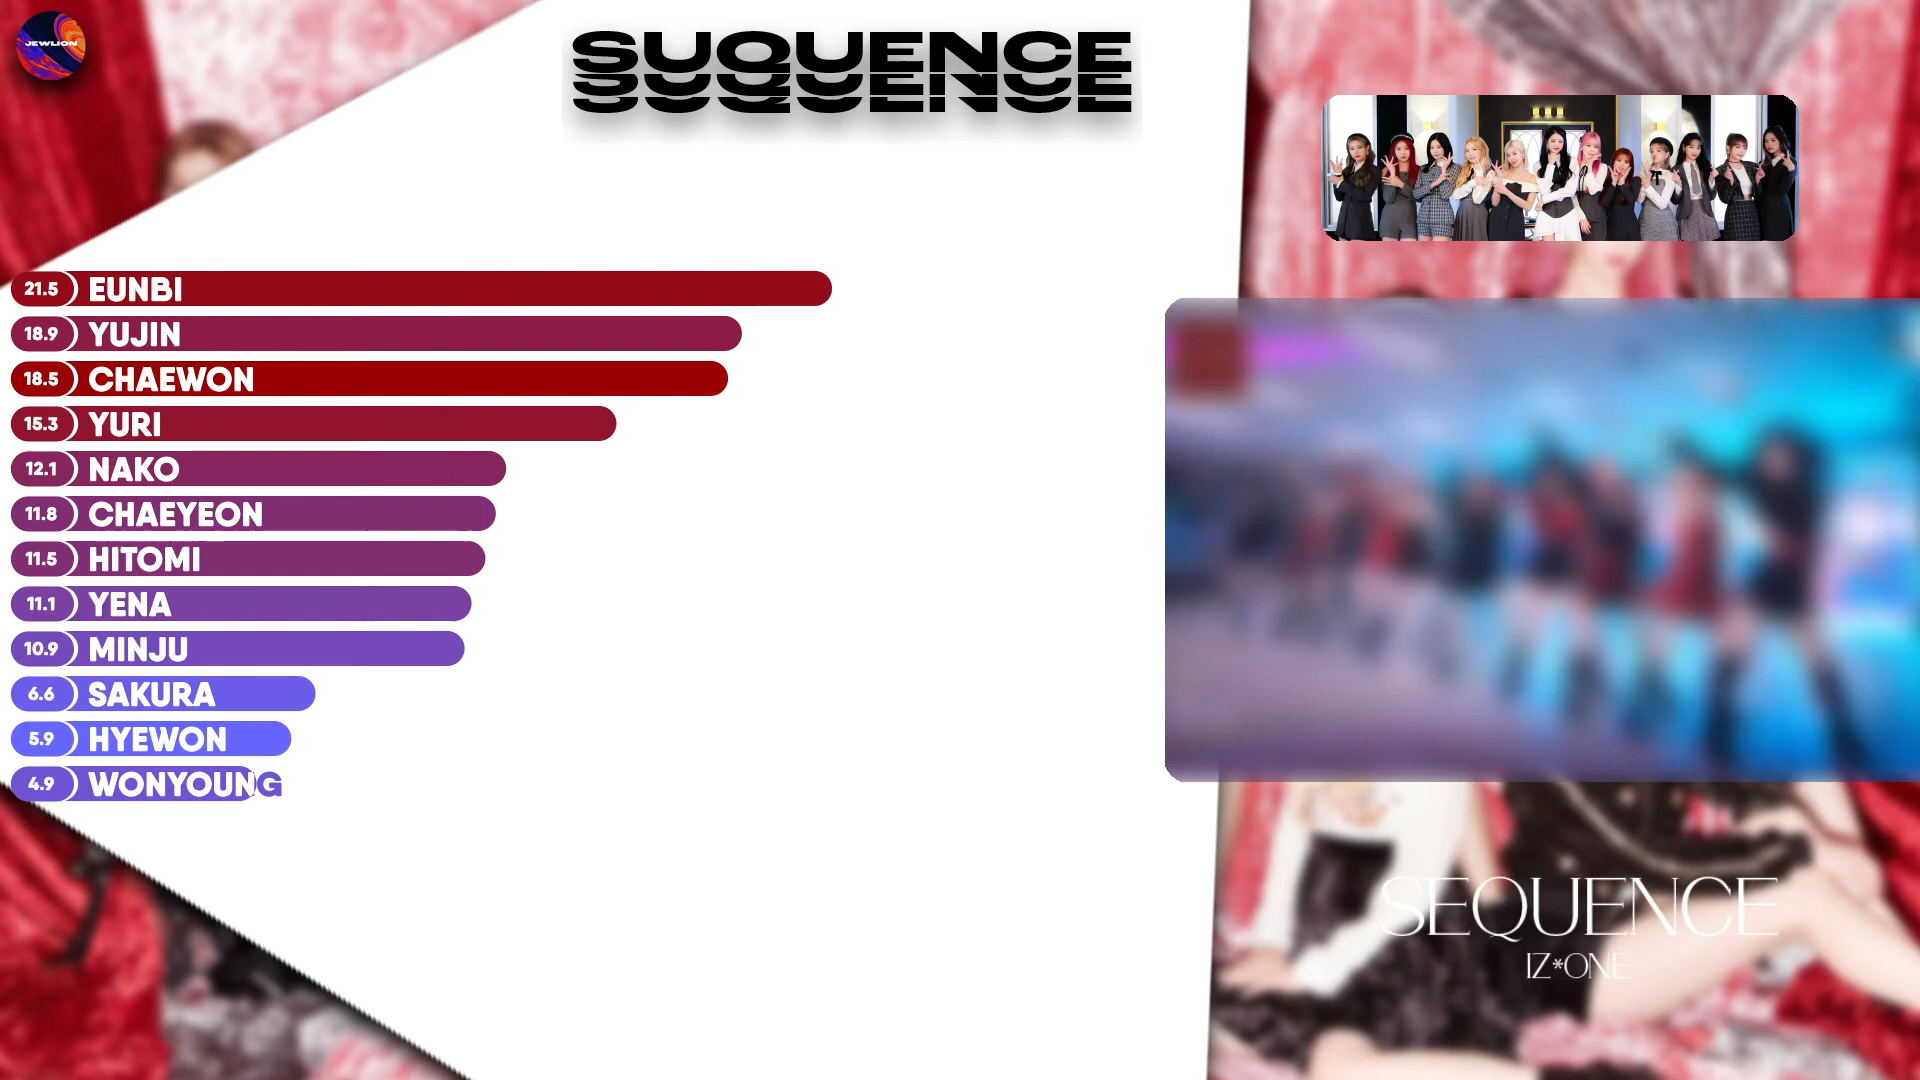 JEWLION
SUQUENCE
SUQUENCE
SUQUENCE
21.5 EUNBI
18.9 YUJIN
18.5 CHAEWON
15.3 YURI
12.1 NAKO
11.8 CHAEYEON
11.5 HITOMI
11.1 YENA
10.9 MINJU
6.6 SAKURA
5.9 HYEWON
4.9 WONYOUNG
SEQUENCE
IZ*ONE